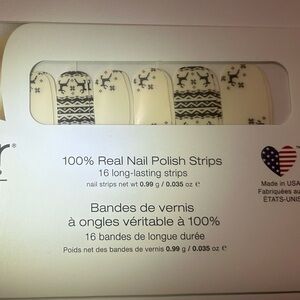 r®
100% Real Nail Polish Strips
16 long-lasting strips
nail strips net wt 0.99 g / 0.035 oz e
Bandes de vernis
à ongles véritable à 100%
16 bandes de longue durée
Poids net des bandes de vernis 0.99 g / 0.035 oz e
Made in USA
Fabriquées au
ÉTATS-UNIS